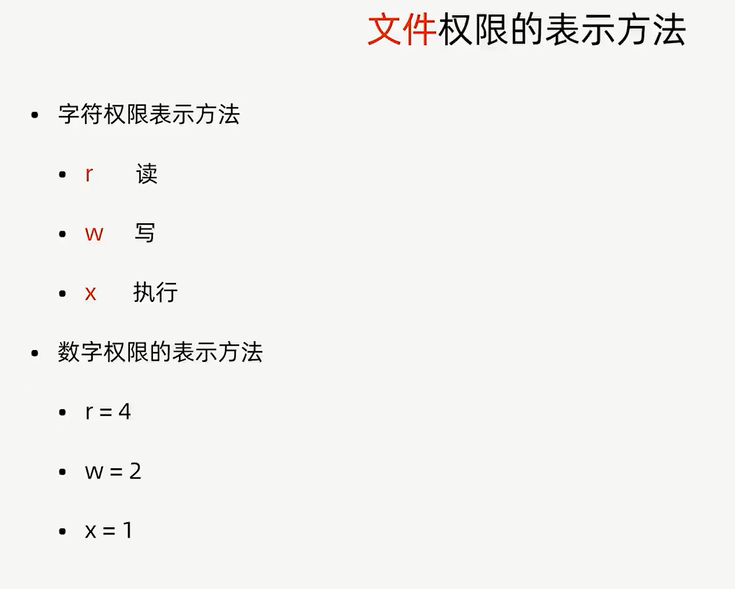 文件权限的表示方法
• 字符权限表示方法
• r 读
• w 写
• x 执行
• 数字权限的表示方法
• r = 4
• w = 2
• x = 1